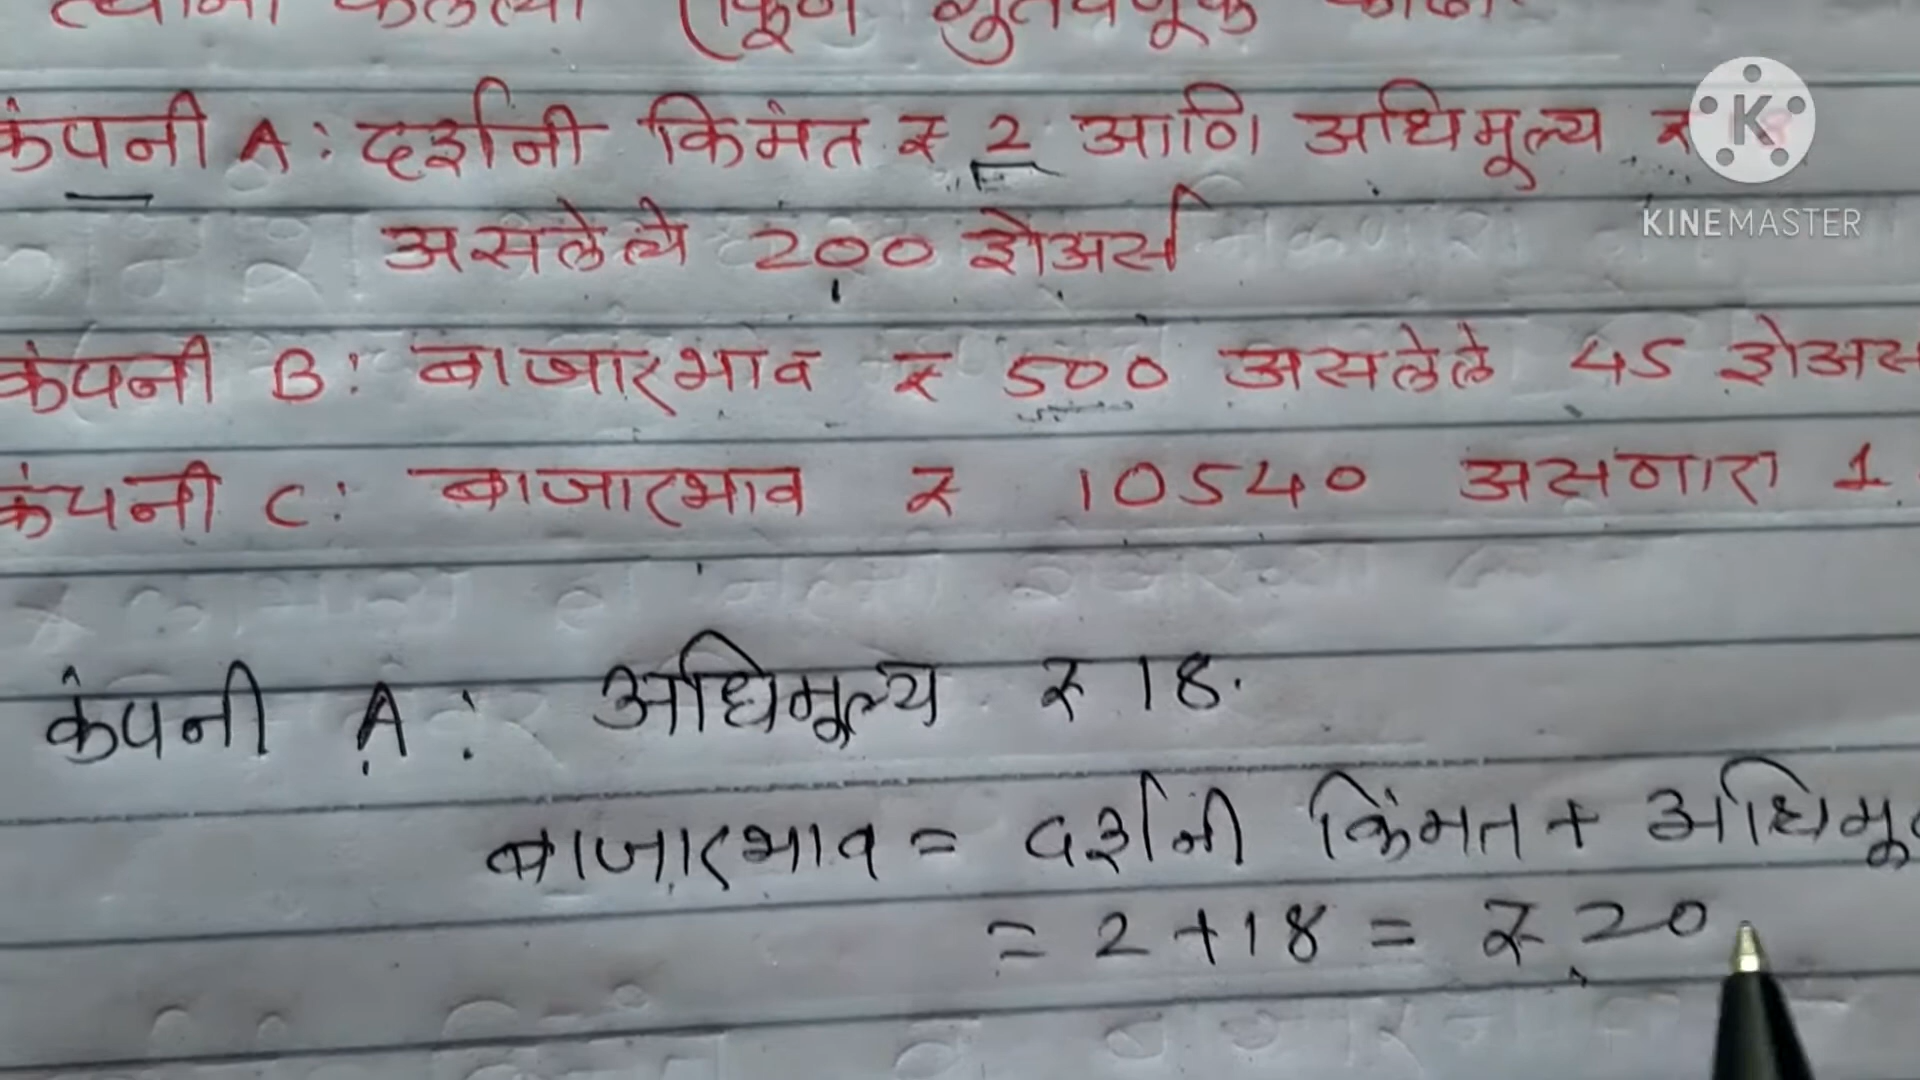 कंपनी A : दर्शनी किमंत ₹ 2 आणि अधिमूल्य ₹
असलेल्ये 200 शेअर्स
कंपनी B : बाजारभाव ₹ 500 असलेले 45 शेअर्स
कंपनी C : बाजारभाव ₹ 10540 असणारा 1
कंपनी A : अधिमूल्य ₹ 18.
बाजारभाव = दर्शनी किंमत + अधिमू
= 2 + 18 = ₹ 20
K
KINEMASTER